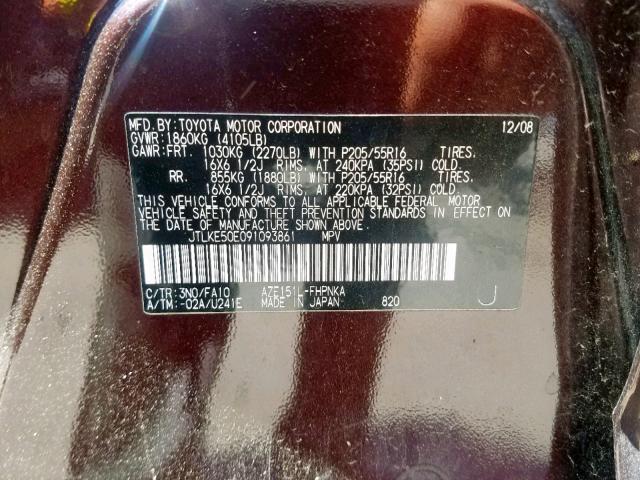 MFD.BY:TOYOTA MOTOR CORPORATION 12/08
GVWR:1860KG (4105LB)
GAWR:FRT. 1030KG (2270LB) WITH P205/55R16 TIRES.
16X6 1/2J RIMS, AT 240KPA (35PSI) COLD.
RR. 855KG (1880LB) WITH P205/55R16 TIRES.
16X6 1/2J RIMS, AT 220KPA (32PSI) COLD.
THIS VEHICLE CONFORMS TO ALL APPLICABLE FEDERAL MOTOR
VEHICLE SAFETY AND THEFT PREVENTION STANDARDS IN EFFECT ON
THE DATE OF MANUFACTURE SHOWN ABOVE.
JTLKE50E091093861 MPV
C/TR:3N0/FA10 AZE151L-FHPNKA
A/TM:-02A/U241E MADE IN JAPAN 820 J